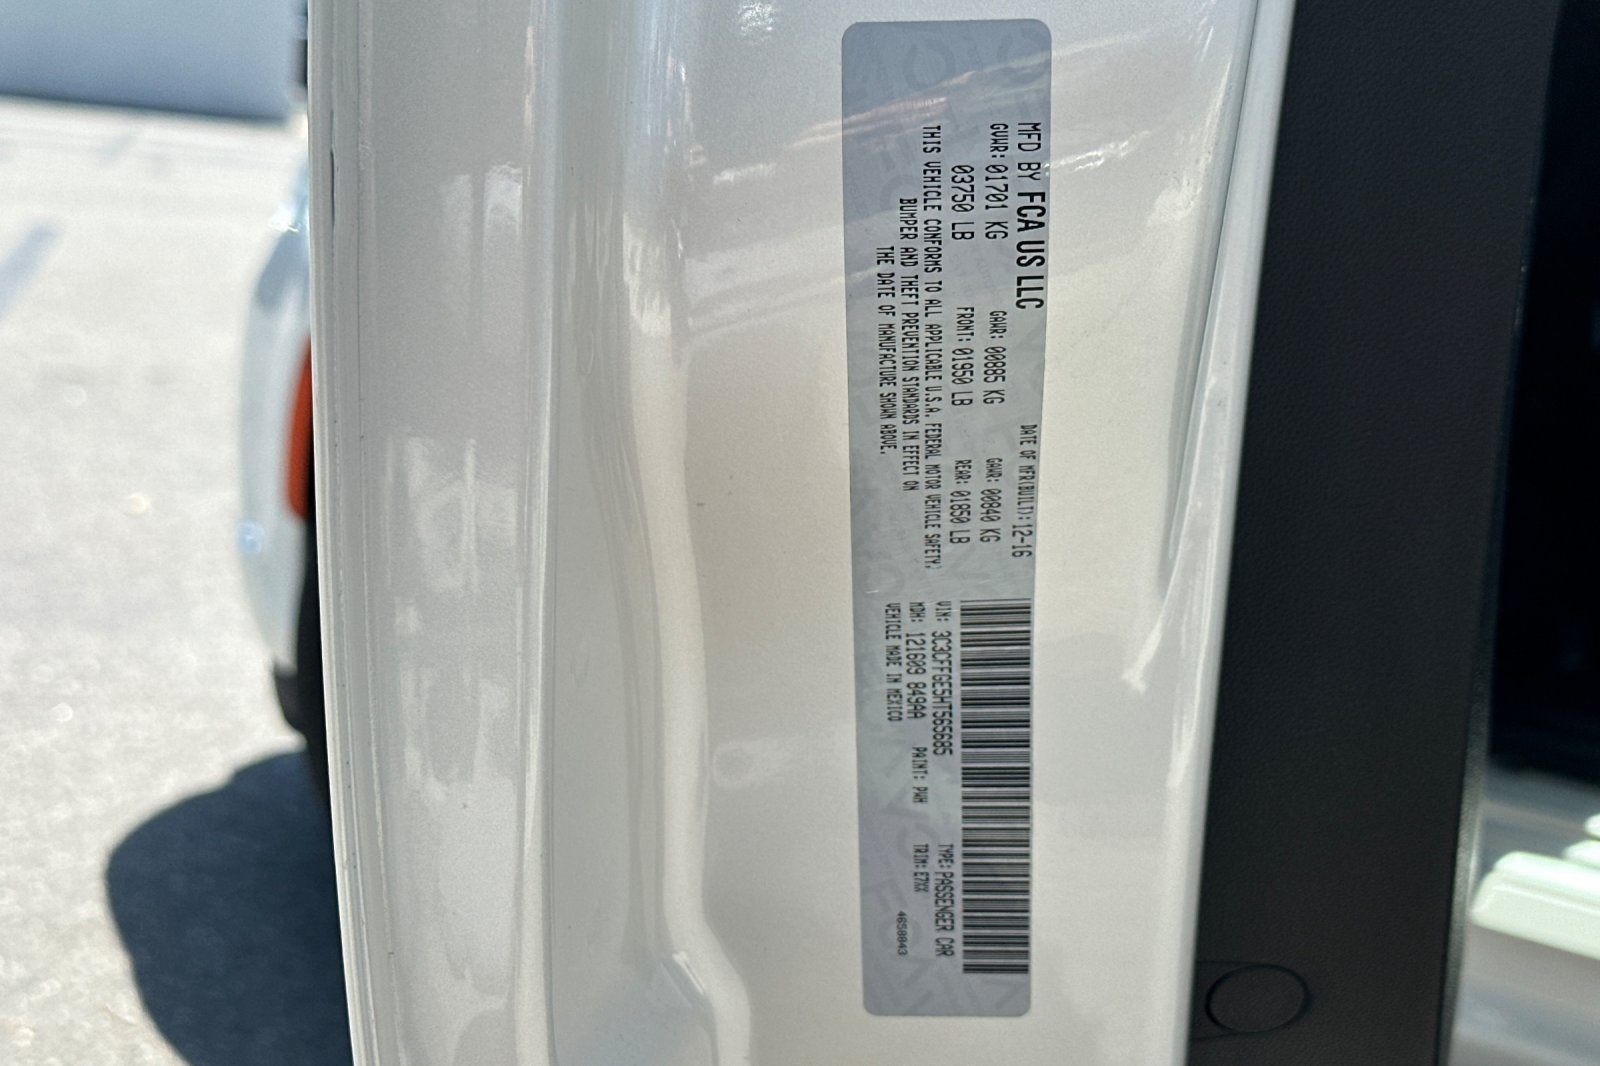 MFD BY FCA US LLC
DATE OF MFR(BUILT): 12-16
GVWR: 01701 KG
GAWR: 00885 KG
GAWR: 00840 KG
03750 LB
FRONT: 01950 LB
REAR: 01850 LB
THIS VEHICLE CONFORMS TO ALL APPLICABLE U.S.A. FEDERAL MOTOR VEHICLE SAFETY,
BUMPER AND THEFT PREVENTION STANDARDS IN EFFECT ON
THE DATE OF MANUFACTURE SHOWN ABOVE.
VIN: 3C3CFFGE5HT565685
TYPE: PASSENGER CAR
MDH: 121609 849AA
PAINT: PWH
TRIM: E7XX
VEHICLE MADE IN MEXICO
4658843